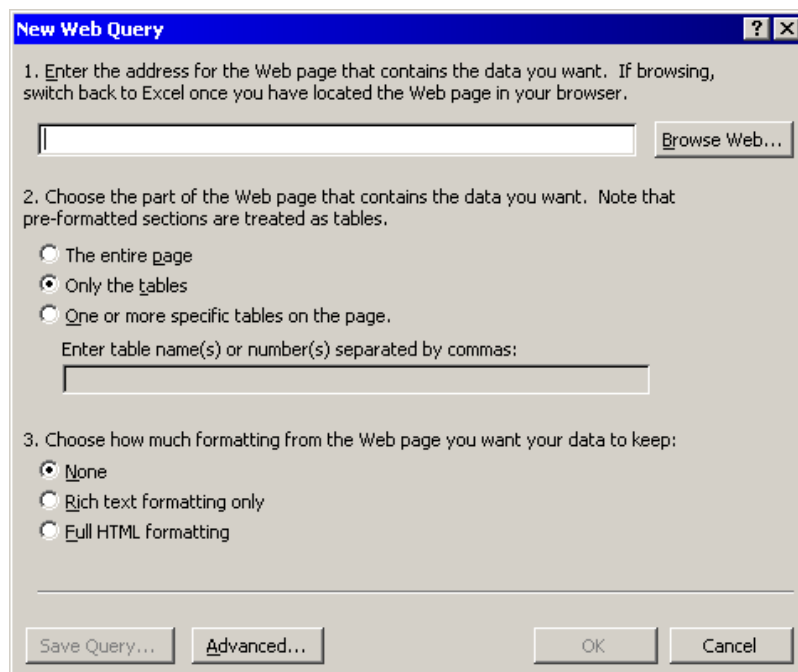 New Web Query
1. Enter the address for the Web page that contains the data you want. If browsing,
switch back to Excel once you have located the Web page in your browser.
Browse Web...
2. Choose the part of the Web page that contains the data you want. Note that
pre-formatted sections are treated as tables.
The entire page
Only the tables
One or more specific tables on the page.
Enter table name(s) or number(s) separated by commas:
3. Choose how much formatting from the Web page you want your data to keep:
None
Rich text formatting only
Full HTML formatting
Save Query... Advanced... OK Cancel